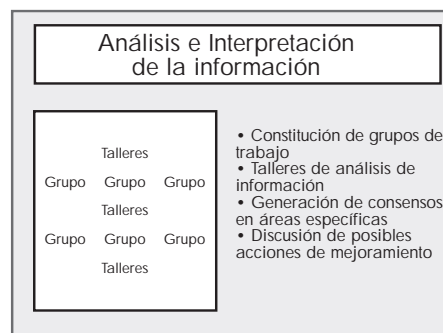 Análisis e Interpretación
de la información
Talleres
Grupo Grupo Grupo
Talleres
Grupo Grupo Grupo
Talleres
• Constitución de grupos de
trabajo
• Talleres de análisis de
información
• Generación de consensos
en áreas específicas
• Discusión de posibles
acciones de mejoramiento